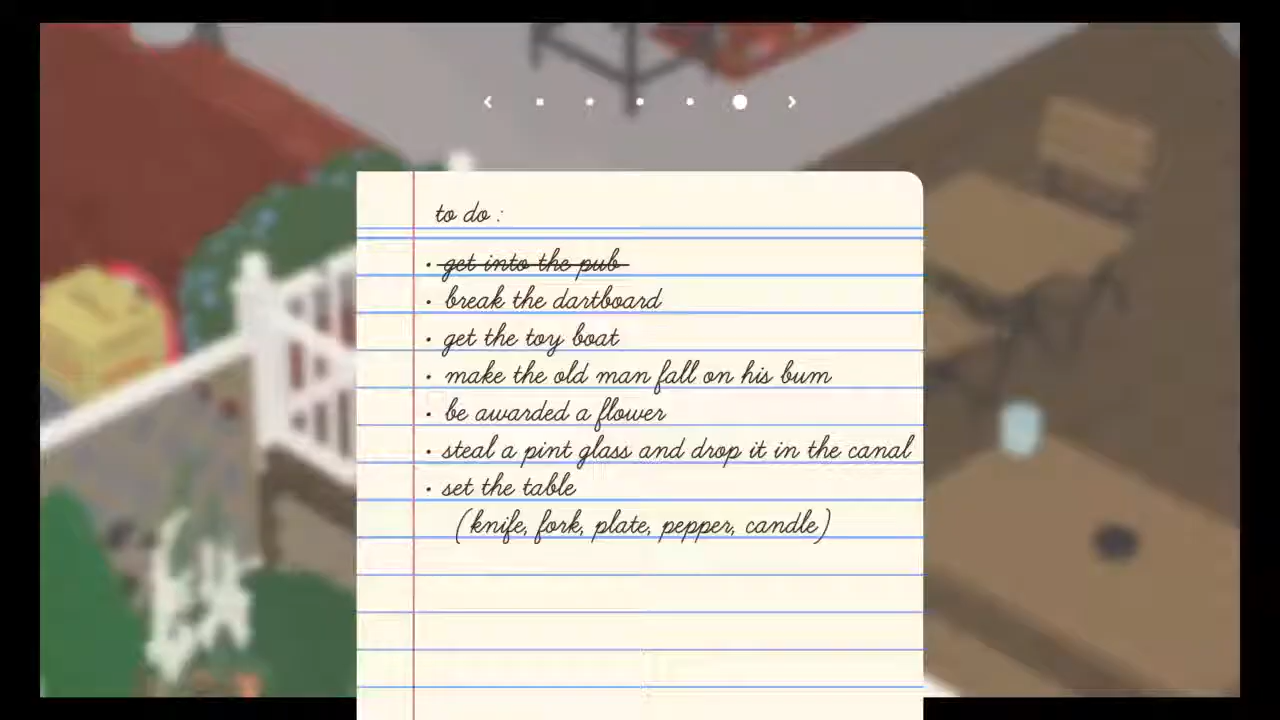 to do :
• get into the pub
• break the dartboard
• get the toy boat
• make the old man fall on his bum
• be awarded a flower
• steal a pint glass and drop it in the canal
• set the table
(knife, fork, plate, pepper, candle)